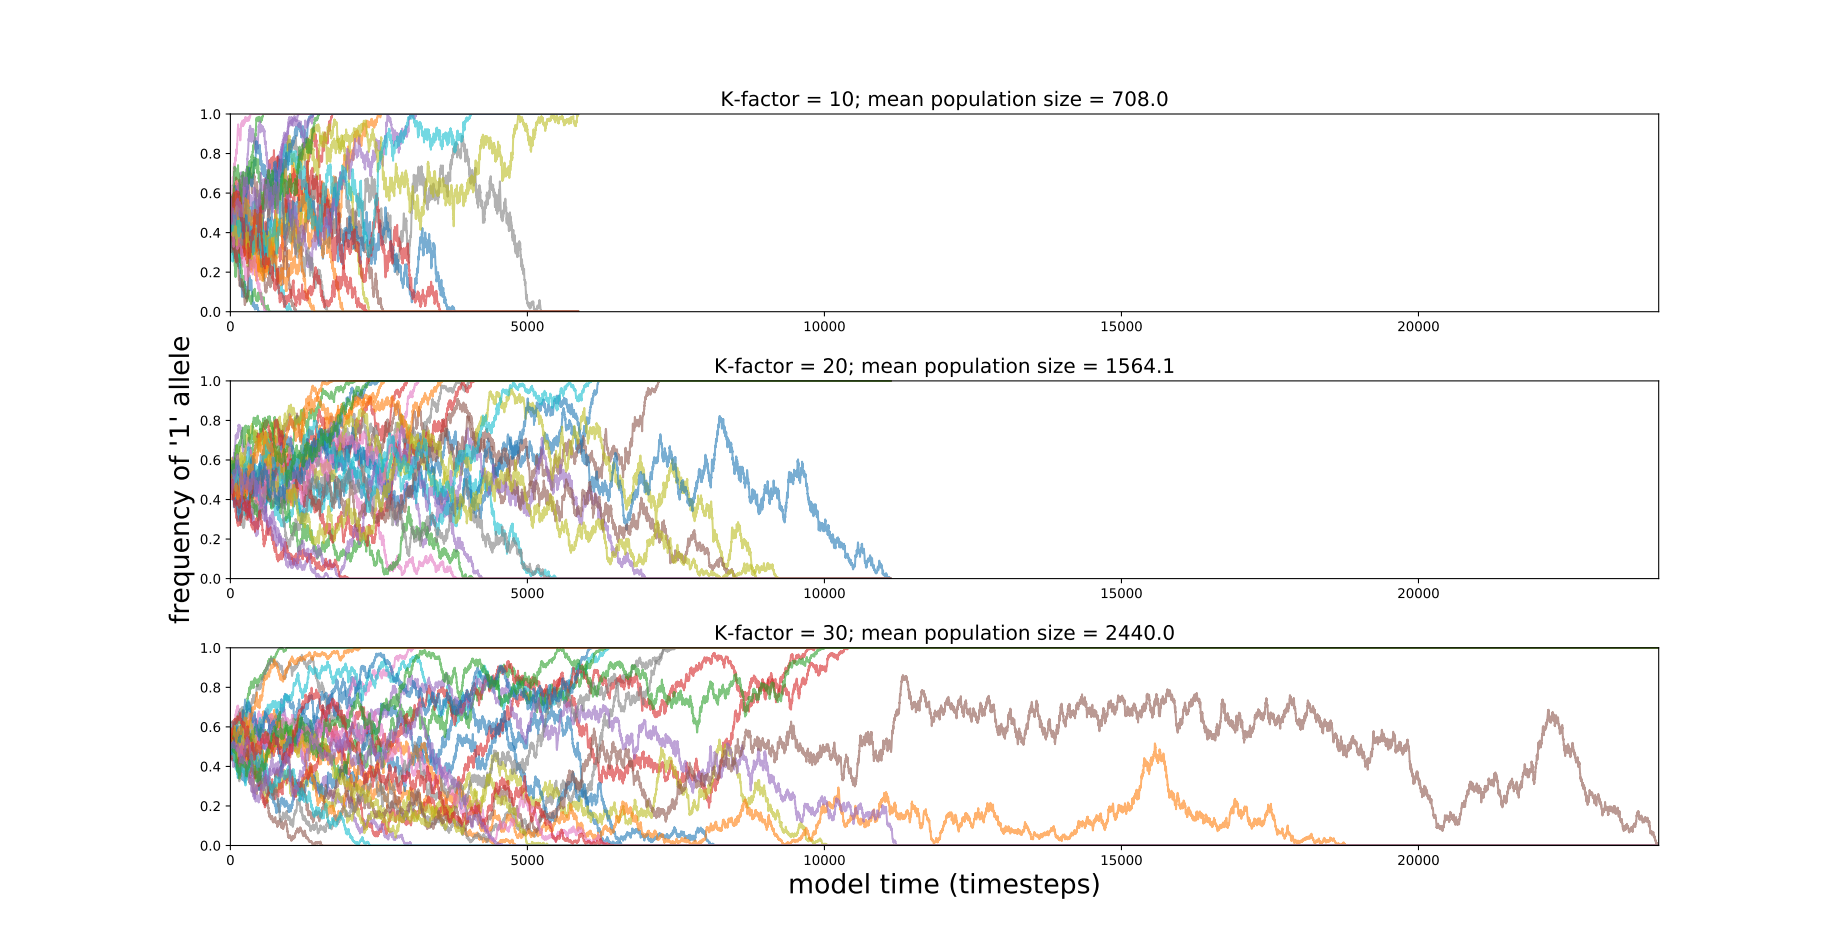 K-factor = 10; mean population size = 708.0
1.0
0.8
0.6
0.4
0.2
0.0
0 5000 10000 15000 20000
K-factor = 20; mean population size = 1564.1
1.0
0.8
0.6
0.4
0.2
0.0
0 5000 10000 15000 20000
frequency of '1' allele
K-factor = 30; mean population size = 2440.0
1.0
0.8
0.6
0.4
0.2
0.0
0 5000 10000 15000 20000
model time (timesteps)